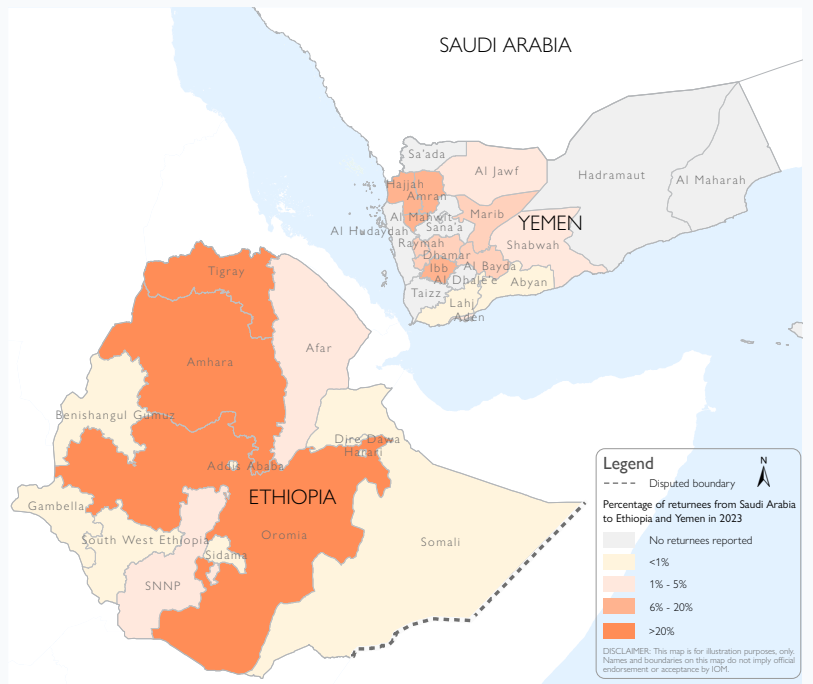 SAUDI ARABIA
Sa'ada
Al Jawf
Hadramaut
Al Maharah
Hajjah
Amran
Marib
Al Mahwit
YEMEN
Sana'a
Al Hudaydah
Raymah
Shabwah
Dhamar
Ibb
Al Bayda
Al Dhale'e
Abyan
Taizz
Lahj
Aden
Tigray
Afar
Amhara
Benishangul Gumuz
Dire Dawa
Harari
Addis Ababa
ETHIOPIA
Gambella
Oromia
South West Ethiopia
Somali
Sidama
SNNP
Legend
N
Disputed boundary
Percentage of returnees from Saudi Arabia
to Ethiopia and Yemen in 2023
No returnees reported
<1%
1% - 5%
6% - 20%
>20%
DISCLAIMER: This map is for illustration purposes, only.
Names and boundaries on this map do not imply official
endorsement or acceptance by IOM.